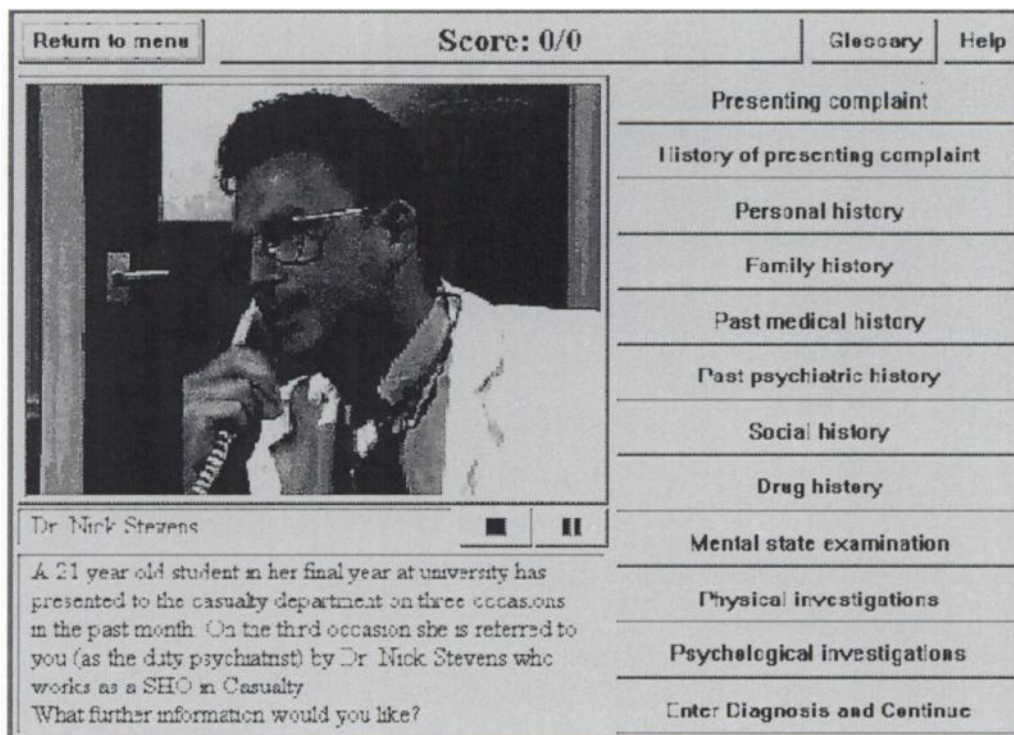 Return to menu
Score: 0/0
Glossary
Help
Dr. Nick Stevens
A 21 year old student in her final year at university has
presented to the casualty department on three occasions
in the past month. On the third occasion she is referred to
you (as the duty psychiatrist) by Dr. Nick Stevens who
works as a SHO in Casualty
What further information would you like?
Presenting complaint
History of presenting complaint
Personal history
Family history
Past medical history
Past psychiatric history
Social history
Drug history
Mental state examination
Physical investigations
Psychological investigations
Enter Diagnosis and Continue